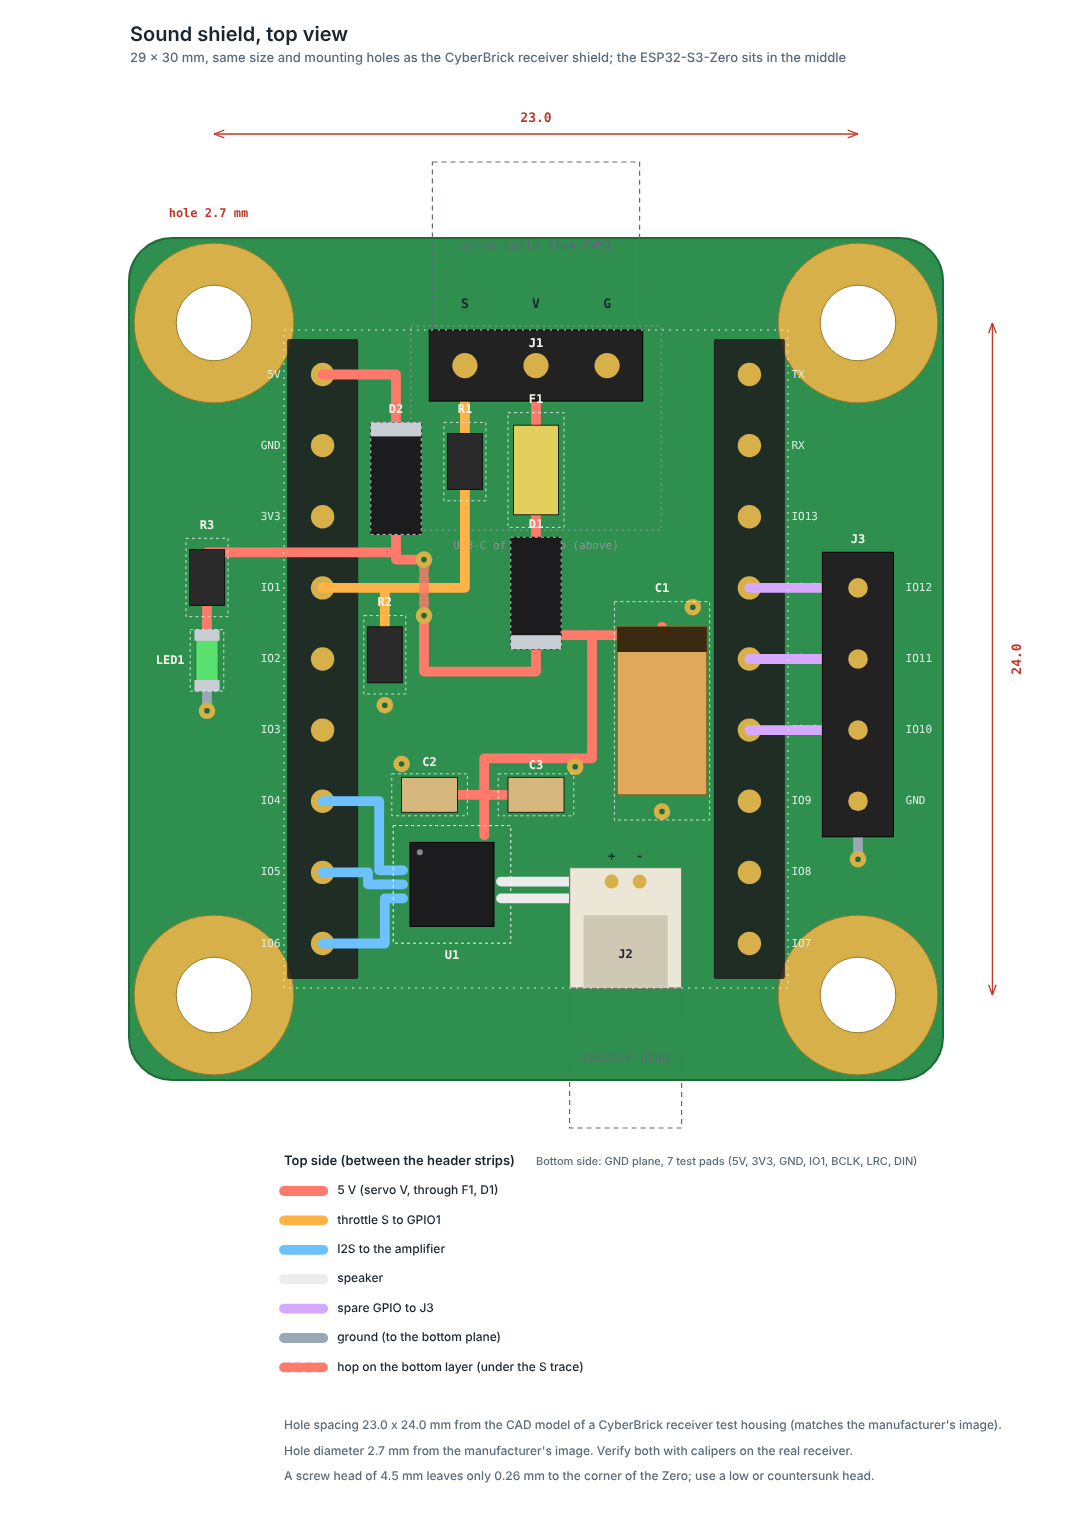 Sound shield, top view
29 × 30 mm, same size and mounting holes as the CyberBrick receiver shield; the ESP32-S3-Zero sits in the middle
23.0
hole 2.7 mm
S V G
J1
5V
TX
D2
R1
F1
GND
RX
3V3
IO13
R3
D1
(above)
J3
IO1
R2
C1
IO12
LED1
IO2
IO11
24.0
IO3
IO10
C2
C3
IO4
IO9
GND
+ -
IO5
IO8
IO6
U1
J2
IO7
Top side (between the header strips)
Bottom side: GND plane, 7 test pads (5V, 3V3, GND, IO1, BCLK, LRC, DIN)
5 V (servo V, through F1, D1)
throttle S to GPIO1
I2S to the amplifier
speaker
spare GPIO to J3
ground (to the bottom plane)
hop on the bottom layer (under the S trace)
Hole spacing 23.0 x 24.0 mm from the CAD model of a CyberBrick receiver test housing (matches the manufacturer's image).
Hole diameter 2.7 mm from the manufacturer's image. Verify both with calipers on the real receiver.
A screw head of 4.5 mm leaves only 0.26 mm to the corner of the Zero; use a low or countersunk head.